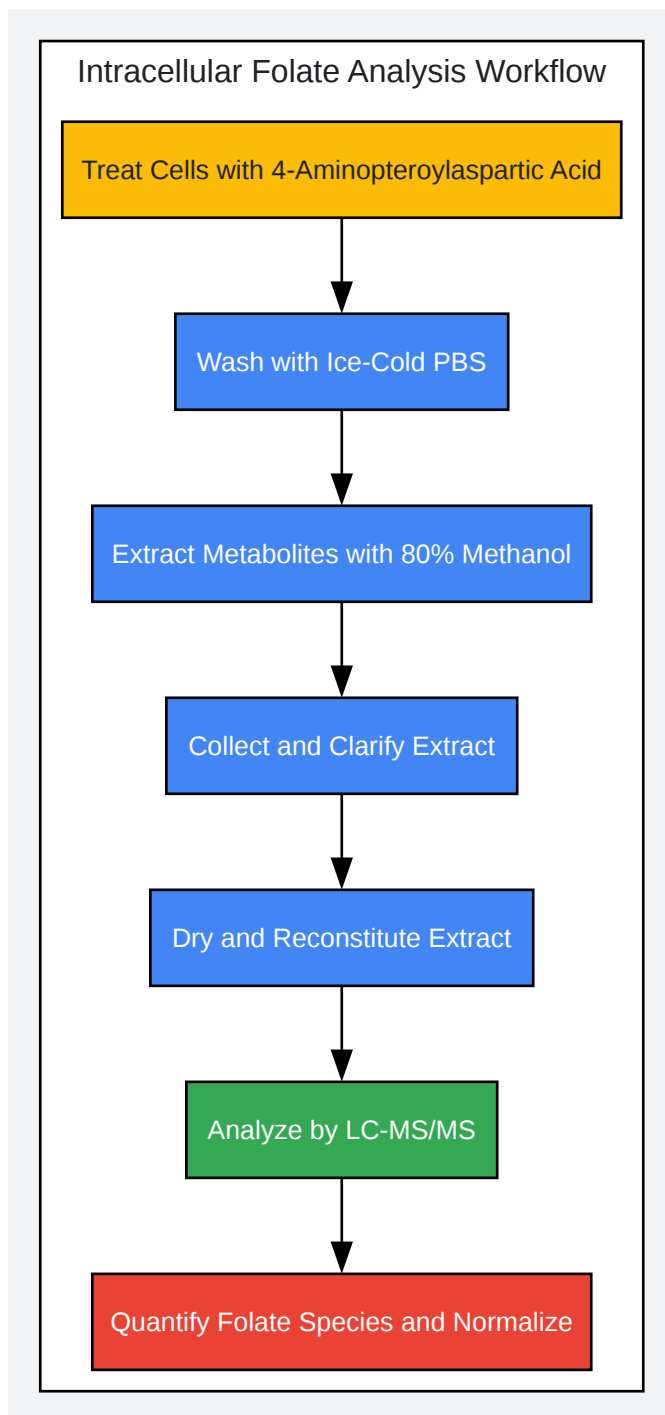 Intracellular Folate Analysis Workflow
Treat Cells with 4-Aminopteroylaspartic Acid
Wash with Ice-Cold PBS
Extract Metabolites with 80% Methanol
Collect and Clarify Extract
Dry and Reconstitute Extract
Analyze by LC-MS/MS
Quantify Folate Species and Normalize